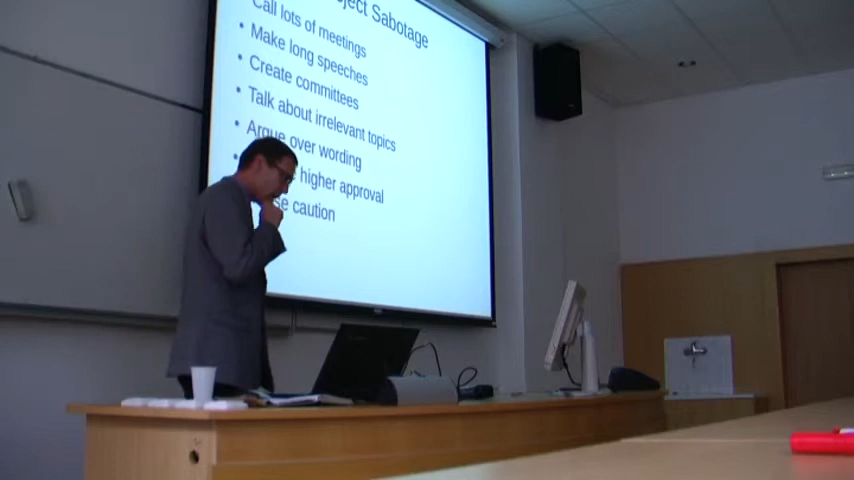 Sabotage
• Call lots of meetings
• Make long speeches
• Create committees
• Talk about irrelevant topics
• Argue over wording
• higher approval
caution